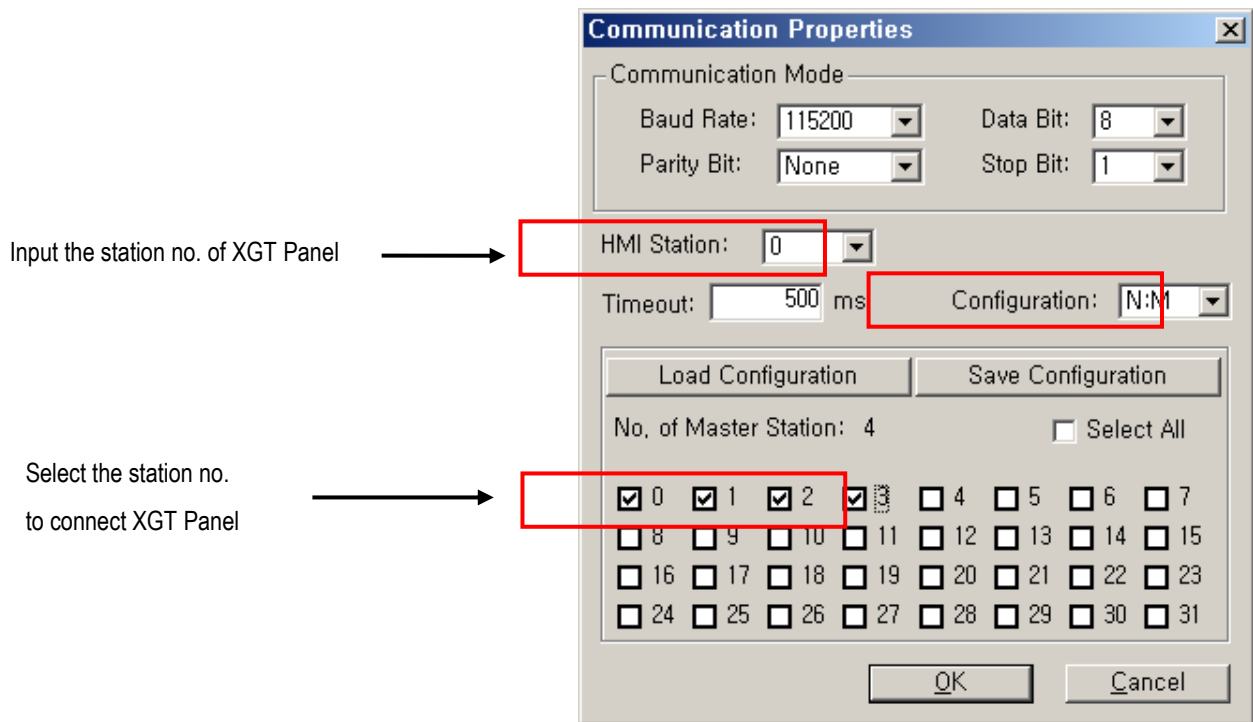 Communication Properties
Communication Mode
Baud Rate: 115200 Data Bit: 8
Parity Bit: None Stop Bit: 1
Input the station no. of XGT Panel
HMI Station: 0
Timeout: 500 ms Configuration: N:M
Load Configuration Save Configuration
No. of Master Station: 4 Select All
Select the station no.
to connect XGT Panel
0 1 2 3 4 5 6 7
8 9 10 11 12 13 14 15
16 17 18 19 20 21 22 23
24 25 26 27 28 29 30 31
OK Cancel